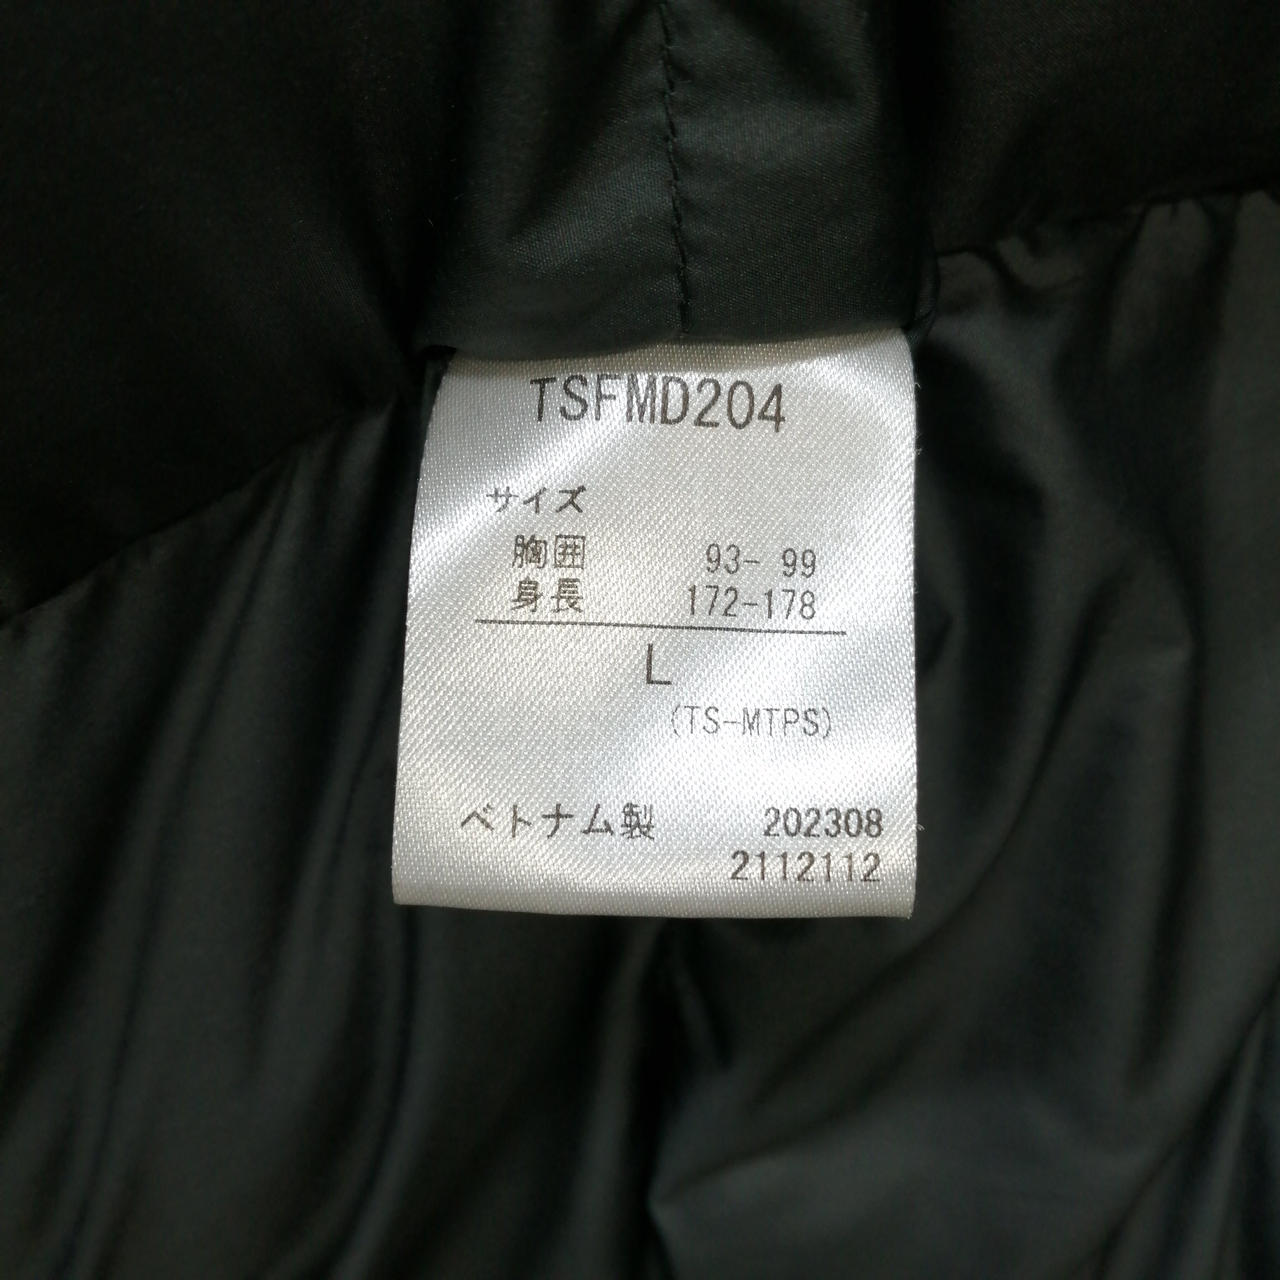 TSFMD204
サイズ
胸囲 93- 99
身長 172-178
L
(TS-MTPS)
ベトナム製 202308
2112112